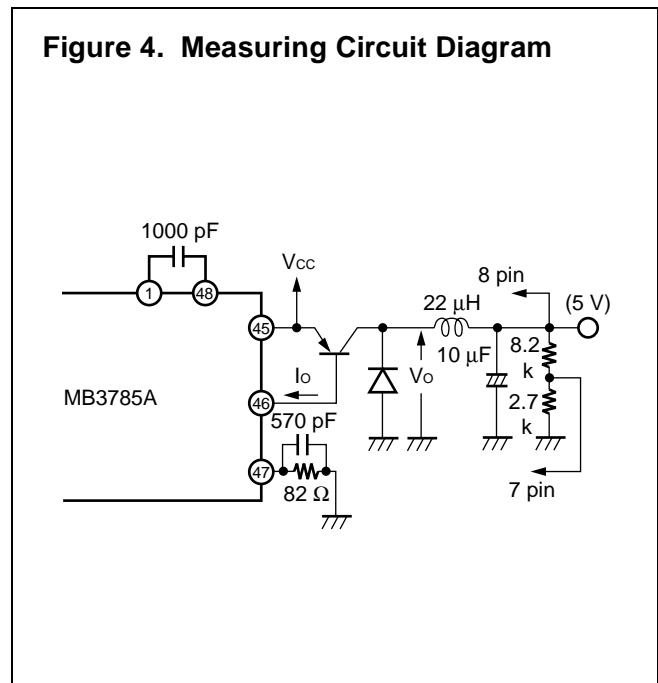 Figure 4. Measuring Circuit Diagram
1000 pF
1
48
VCC
8 pin
(5 V)
45
22 μH
10 μF
8.2
k
IO
VO
MB3785A
46
2.7
k
570 pF
47
82 Ω
7 pin